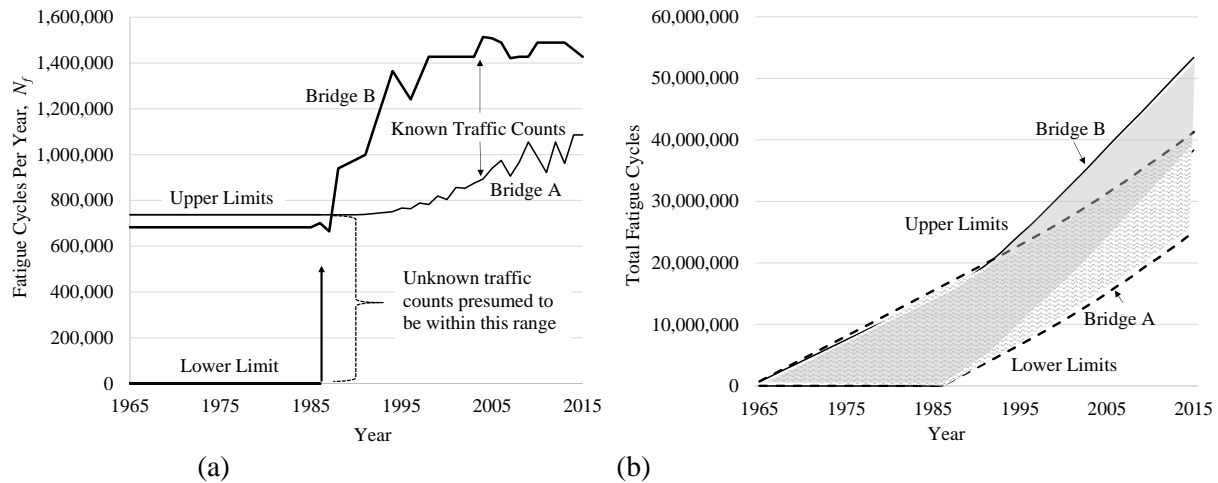 1,600,000
1,400,000
1,200,000
1,000,000
800,000
600,000
400,000
200,000
0
Fatigue Cycles Per Year, Nf
Bridge B
Known Traffic Counts
Bridge A
Upper Limits
Unknown traffic
counts presumed to
be within this range
Lower Limit
1965 1975 1985 1995 2005 2015
Year
(a)
60,000,000
50,000,000
40,000,000
30,000,000
20,000,000
10,000,000
0
Total Fatigue Cycles
Bridge B
Upper Limits
Bridge A
Lower Limits
1965 1975 1985 1995 2005 2015
Year
(b)